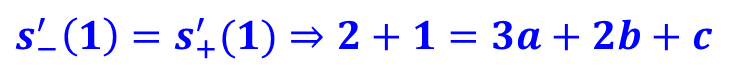 s′₋(1) = s′₊(1) ⇒ 2 + 1 = 3a + 2b + c